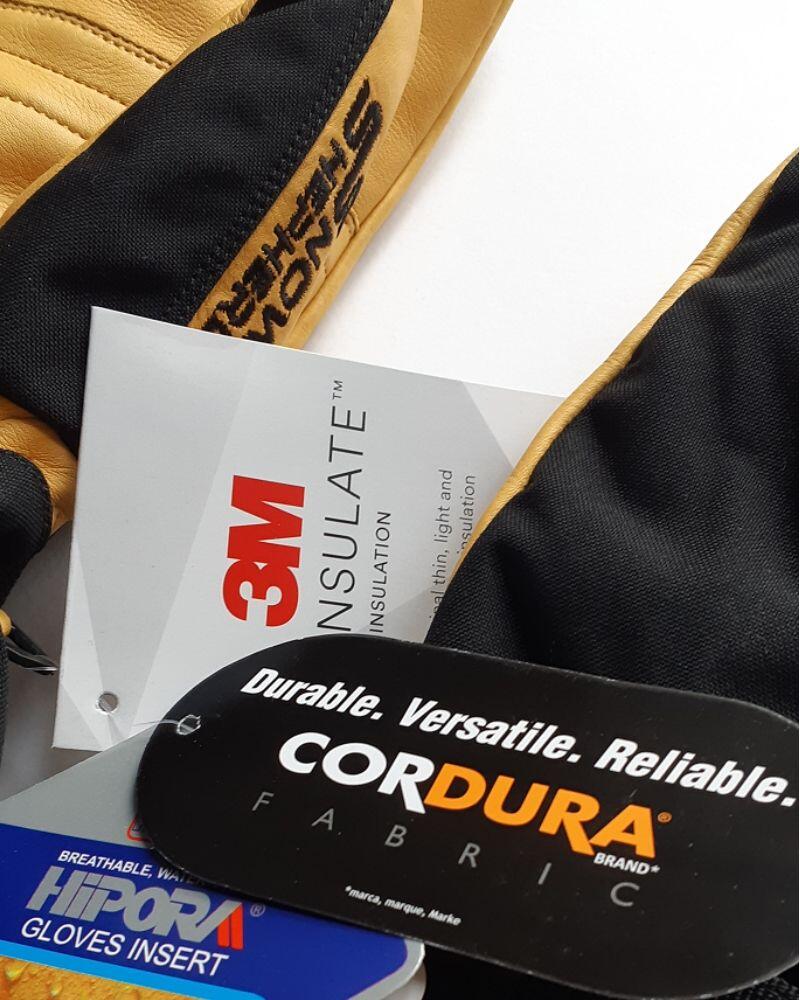 SNOW
SHEPHERD
3M
INSULATE™
INSULATION
thin, light and
insulation
Durable. Versatile. Reliable.
CORDURA®
BRAND*
FABRIC
*marca, marque, Marke
BREATHABLE,
HiPORA®
GLOVES INSERT